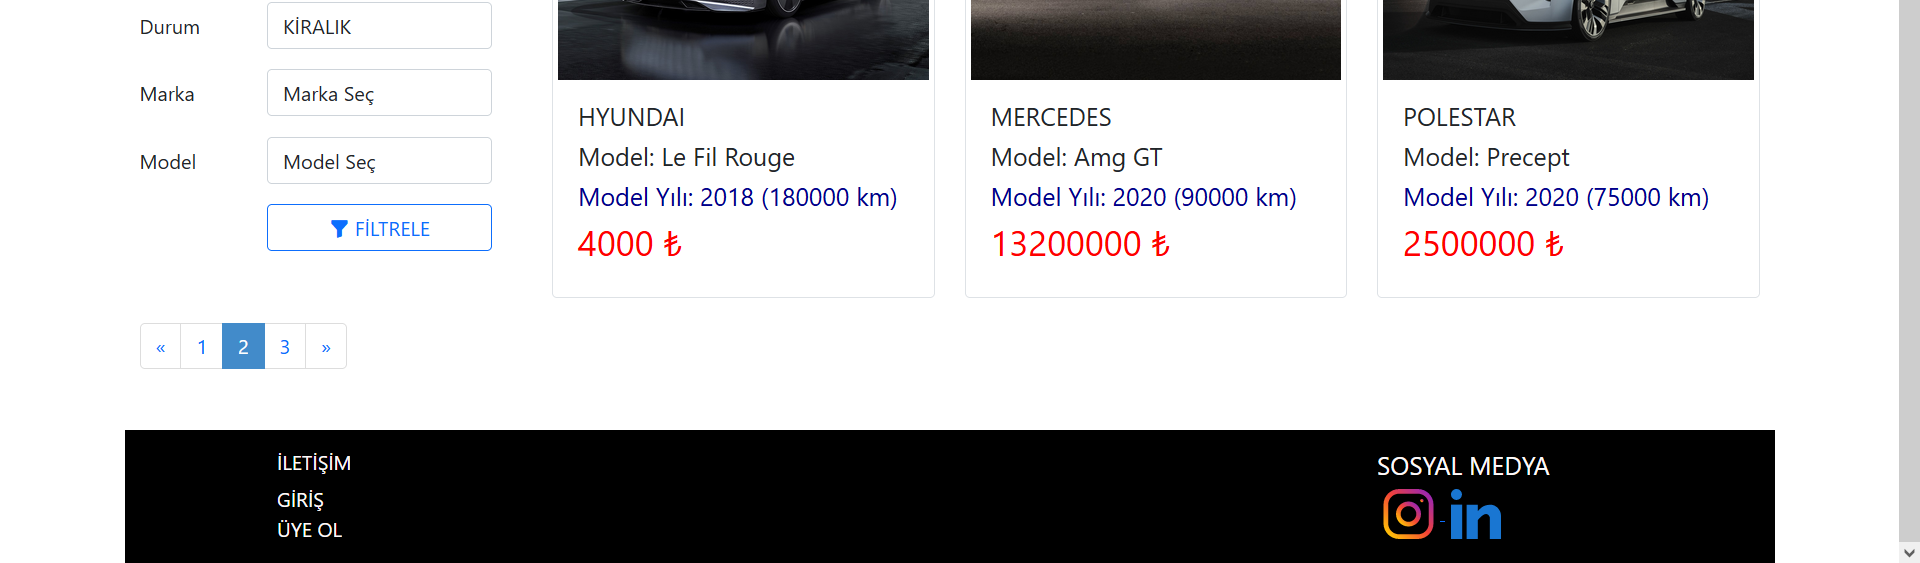 Durum
KİRALIK
Marka
Marka Seç
Model
Model Seç
FİLTRELE
HYUNDAI
Model: Le Fil Rouge
Model Yılı: 2018 (180000 km)
4000 ₺
MERCEDES
Model: Amg GT
Model Yılı: 2020 (90000 km)
13200000 ₺
POLESTAR
Model: Precept
Model Yılı: 2020 (75000 km)
2500000 ₺
« 1 2 3 »
İLETİŞİM
GİRİŞ
ÜYE OL
SOSYAL MEDYA
in